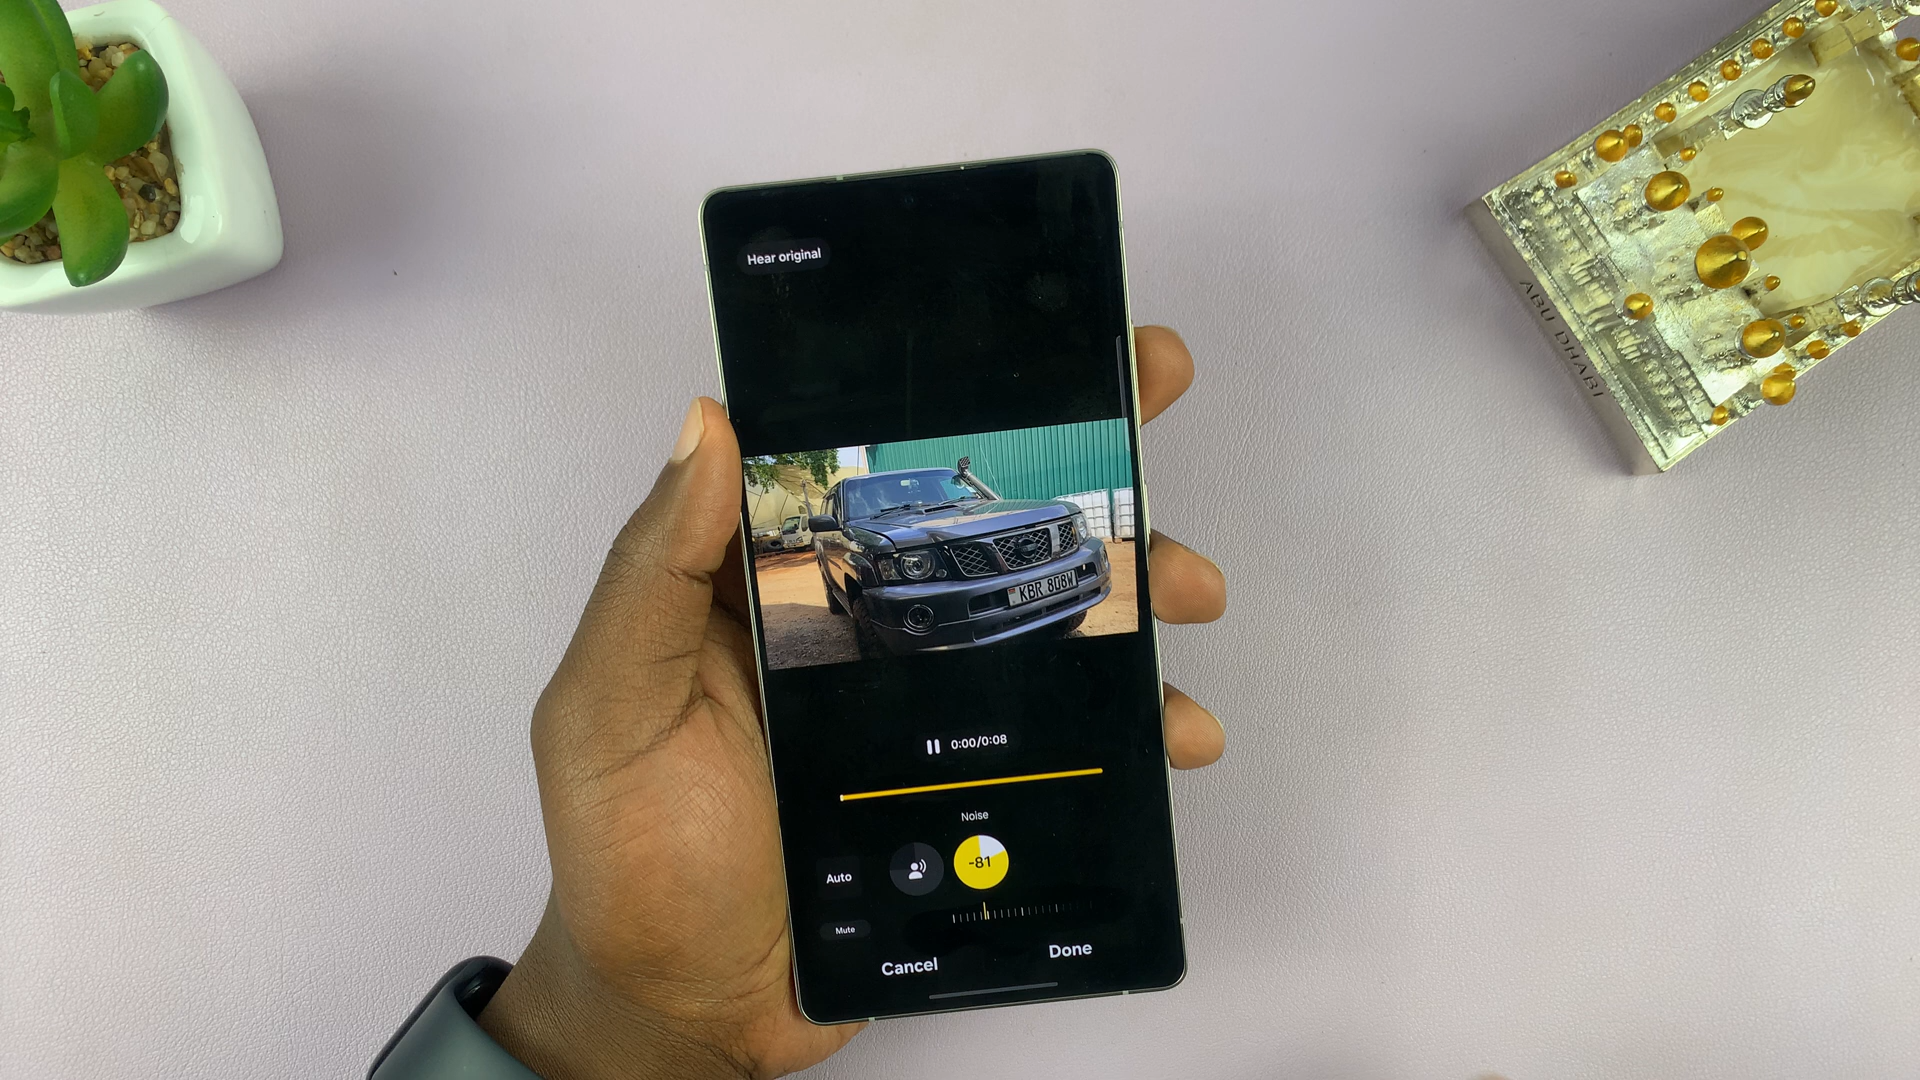 Hear original
KBR 808W
0:00/0:08
Noise
Auto
-81
Mute
Cancel
Done
ABU DHABI